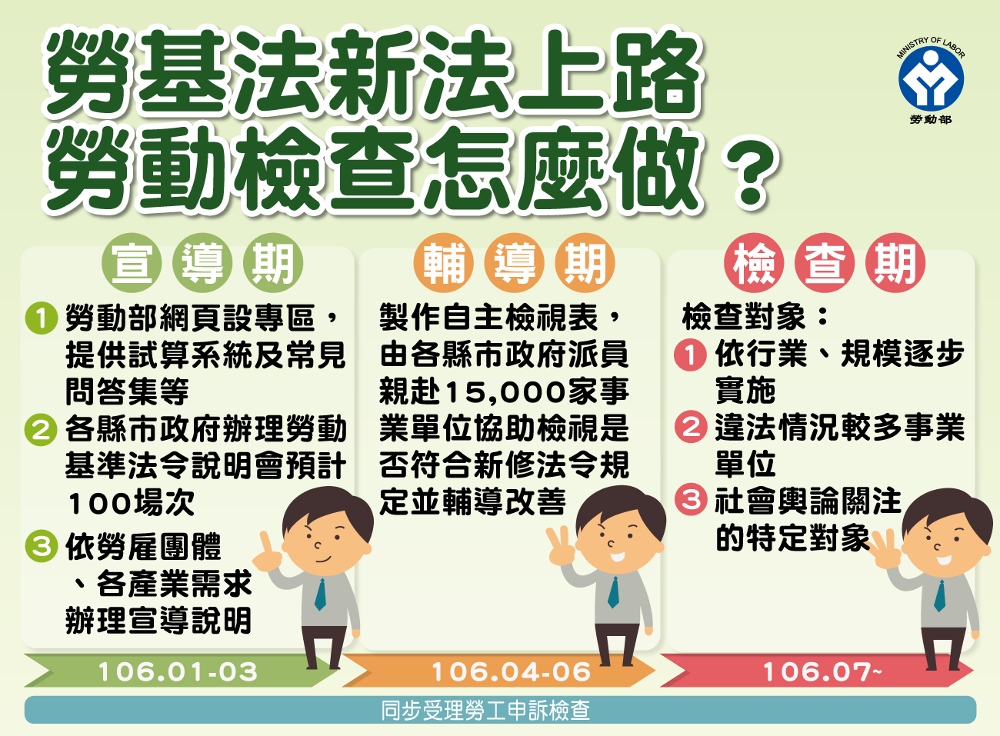 勞基法新法上路
勞動檢查怎麼做？
MINISTRY OF LABOR
勞動部
宣導期
1 勞動部網頁設專區，
提供試算系統及常見
問答集等
2 各縣市政府辦理勞動
基準法令說明會預計
100場次
3 依勞雇團體
、各產業需求
辦理宣導說明
106.01-03
輔導期
製作自主檢視表，
由各縣市政府派員
親赴15,000家事
業單位協助檢視是
否符合新修法令規
定並輔導改善
106.04-06
檢查期
檢查對象：
1 依行業、規模逐步
實施
2 違法情況較多事業
單位
3 社會輿論關注
的特定對象
106.07~
同步受理勞工申訴檢查